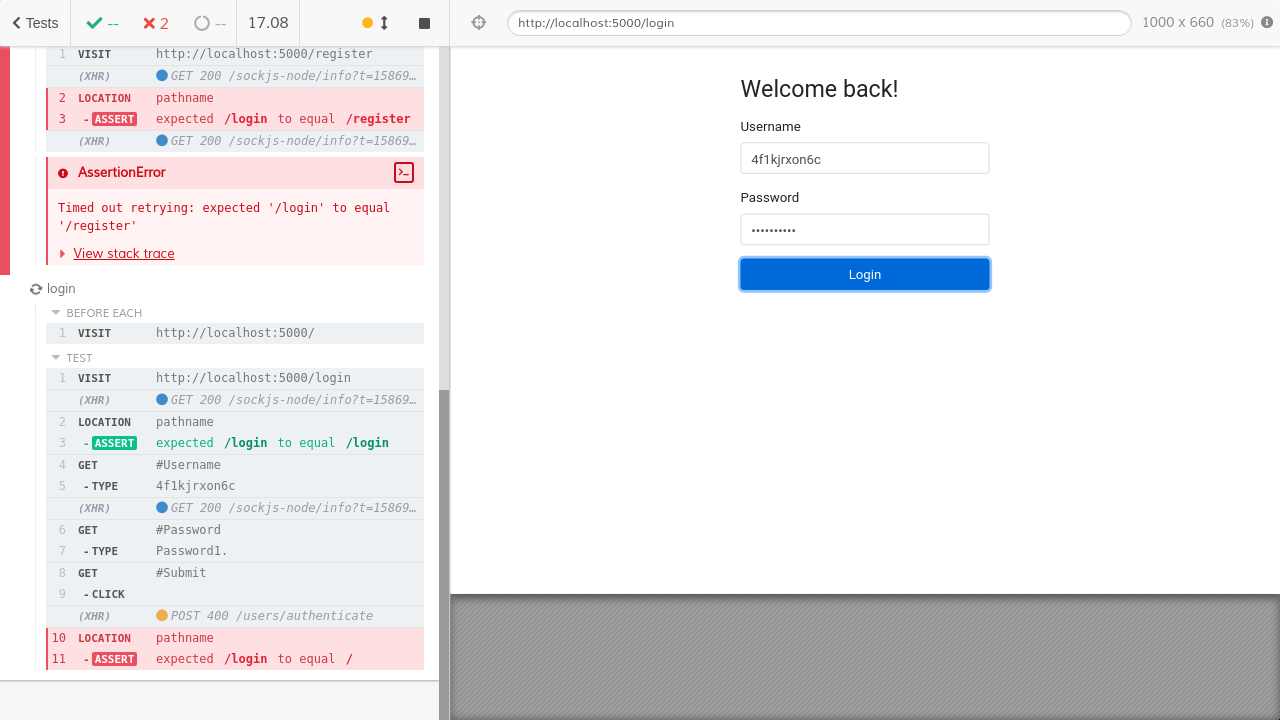 Tests -- 2 -- 17.08
http://localhost:5000/login 1000 x 660 (83%)
1 VISIT http://localhost:5000/register
(XHR) GET 200 /sockjs-node/info?t=15869…
2 LOCATION pathname
3 -ASSERT expected /login to equal /register
(XHR) GET 200 /sockjs-node/info?t=15869…
AssertionError
Timed out retrying: expected '/login' to equal
'/register'
View stack trace
login
BEFORE EACH
1 VISIT http://localhost:5000/
TEST
1 VISIT http://localhost:5000/login
(XHR) GET 200 /sockjs-node/info?t=15869…
2 LOCATION pathname
3 -ASSERT expected /login to equal /login
4 GET #Username
5 -TYPE 4f1kjrxon6c
(XHR) GET 200 /sockjs-node/info?t=15869…
6 GET #Password
7 -TYPE Password1.
8 GET #Submit
9 -CLICK
(XHR) POST 400 /users/authenticate
10 LOCATION pathname
11 -ASSERT expected /login to equal /
Welcome back!
Username
4f1kjrxon6c
Password
••••••••••
Login